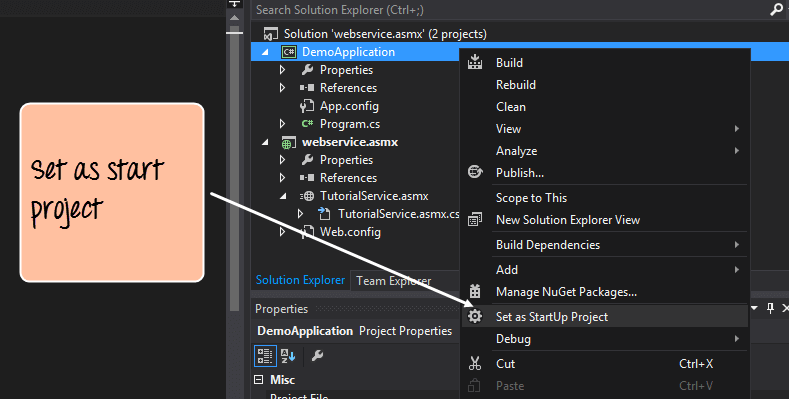 Search Solution Explorer (Ctrl+;)
Solution 'webservice.asmx' (2 projects)
C# DemoApplication
Properties
References
App.config
C# Program.cs
webservice.asmx
Properties
References
TutorialService.asmx
TutorialService.asmx.cs
Web.config
Solution Explorer Team Explorer
Properties
DemoApplication Project Properties
Misc
Project File
Set as start
project
Build
Rebuild
Clean
View
Analyze
Publish...
Scope to This
New Solution Explorer View
Build Dependencies
Add
Manage NuGet Packages...
Set as StartUp Project
Debug
Cut Ctrl+X
Paste Ctrl+V